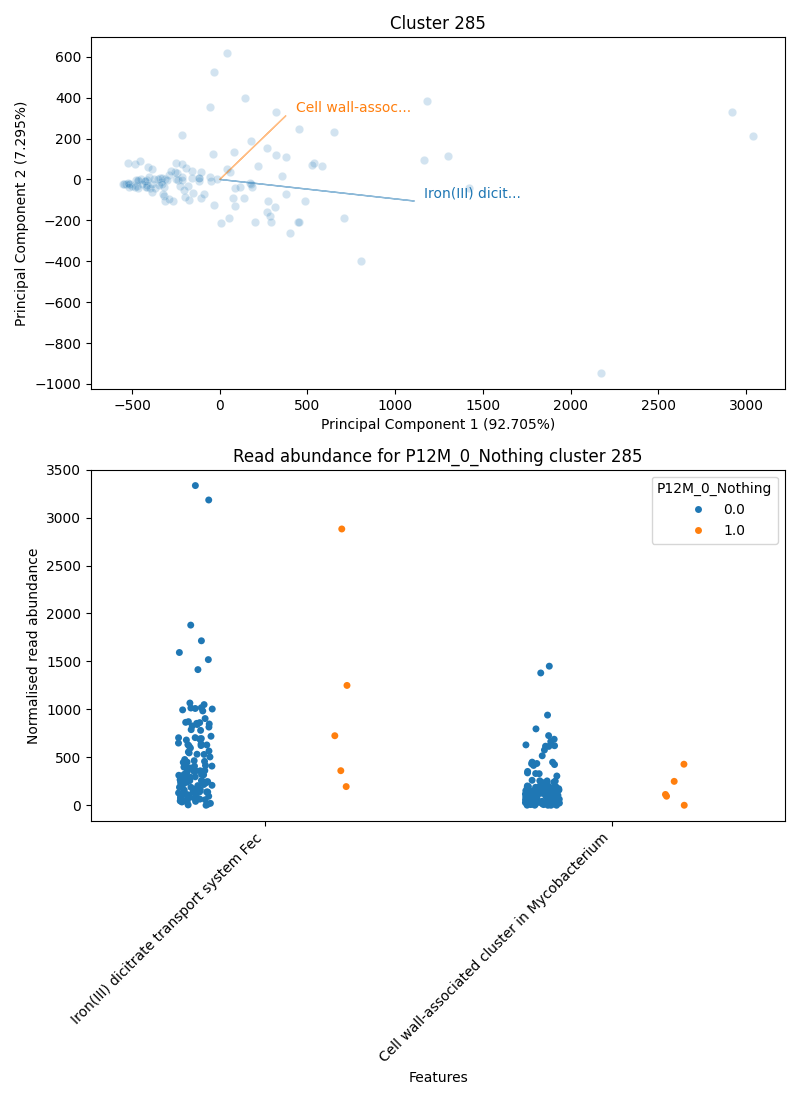 Cluster 285
600
400
200
0
−200
−400
−600
−800
−1000
Principal Component 2 (7.295%)
Cell wall-assoc...
Iron(III) dicit...
−500
0
500
1000
1500
2000
2500
3000
Principal Component 1 (92.705%)
Read abundance for P12M_0_Nothing cluster 285
3500
3000
2500
2000
1500
1000
500
0
Normalised read abundance
P12M_0_Nothing
0.0
1.0
Iron(III) dicitrate transport system Fec
Cell wall-associated cluster in Mycobacterium
Features